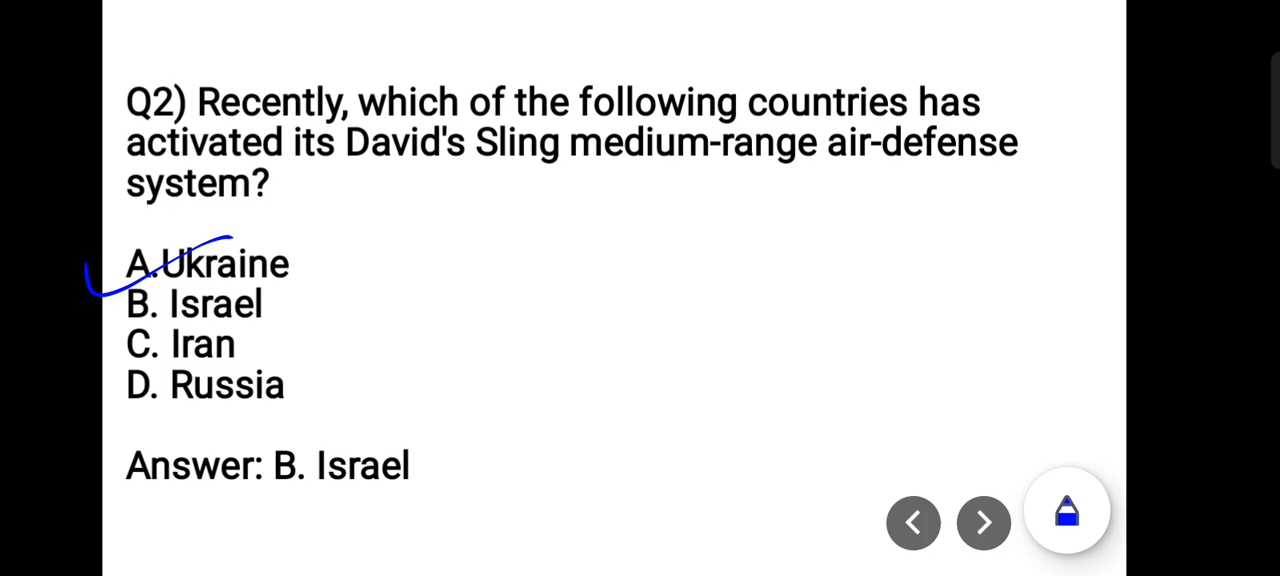 Q2) Recently, which of the following countries has
activated its David's Sling medium-range air-defense
system?
A.Ukraine
B. Israel
C. Iran
D. Russia
Answer: B. Israel